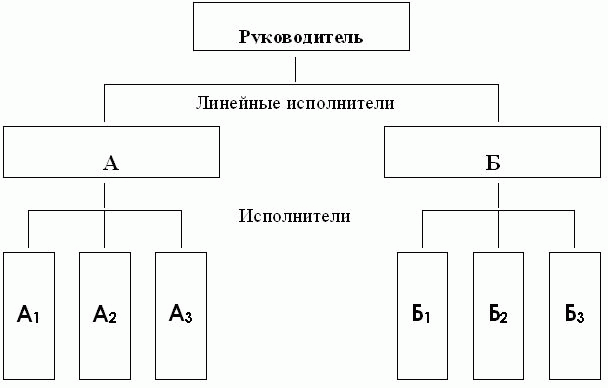 Руководитель
Линейные исполнители
А
Б
Исполнители
А1
А2
А3
Б1
Б2
Б3